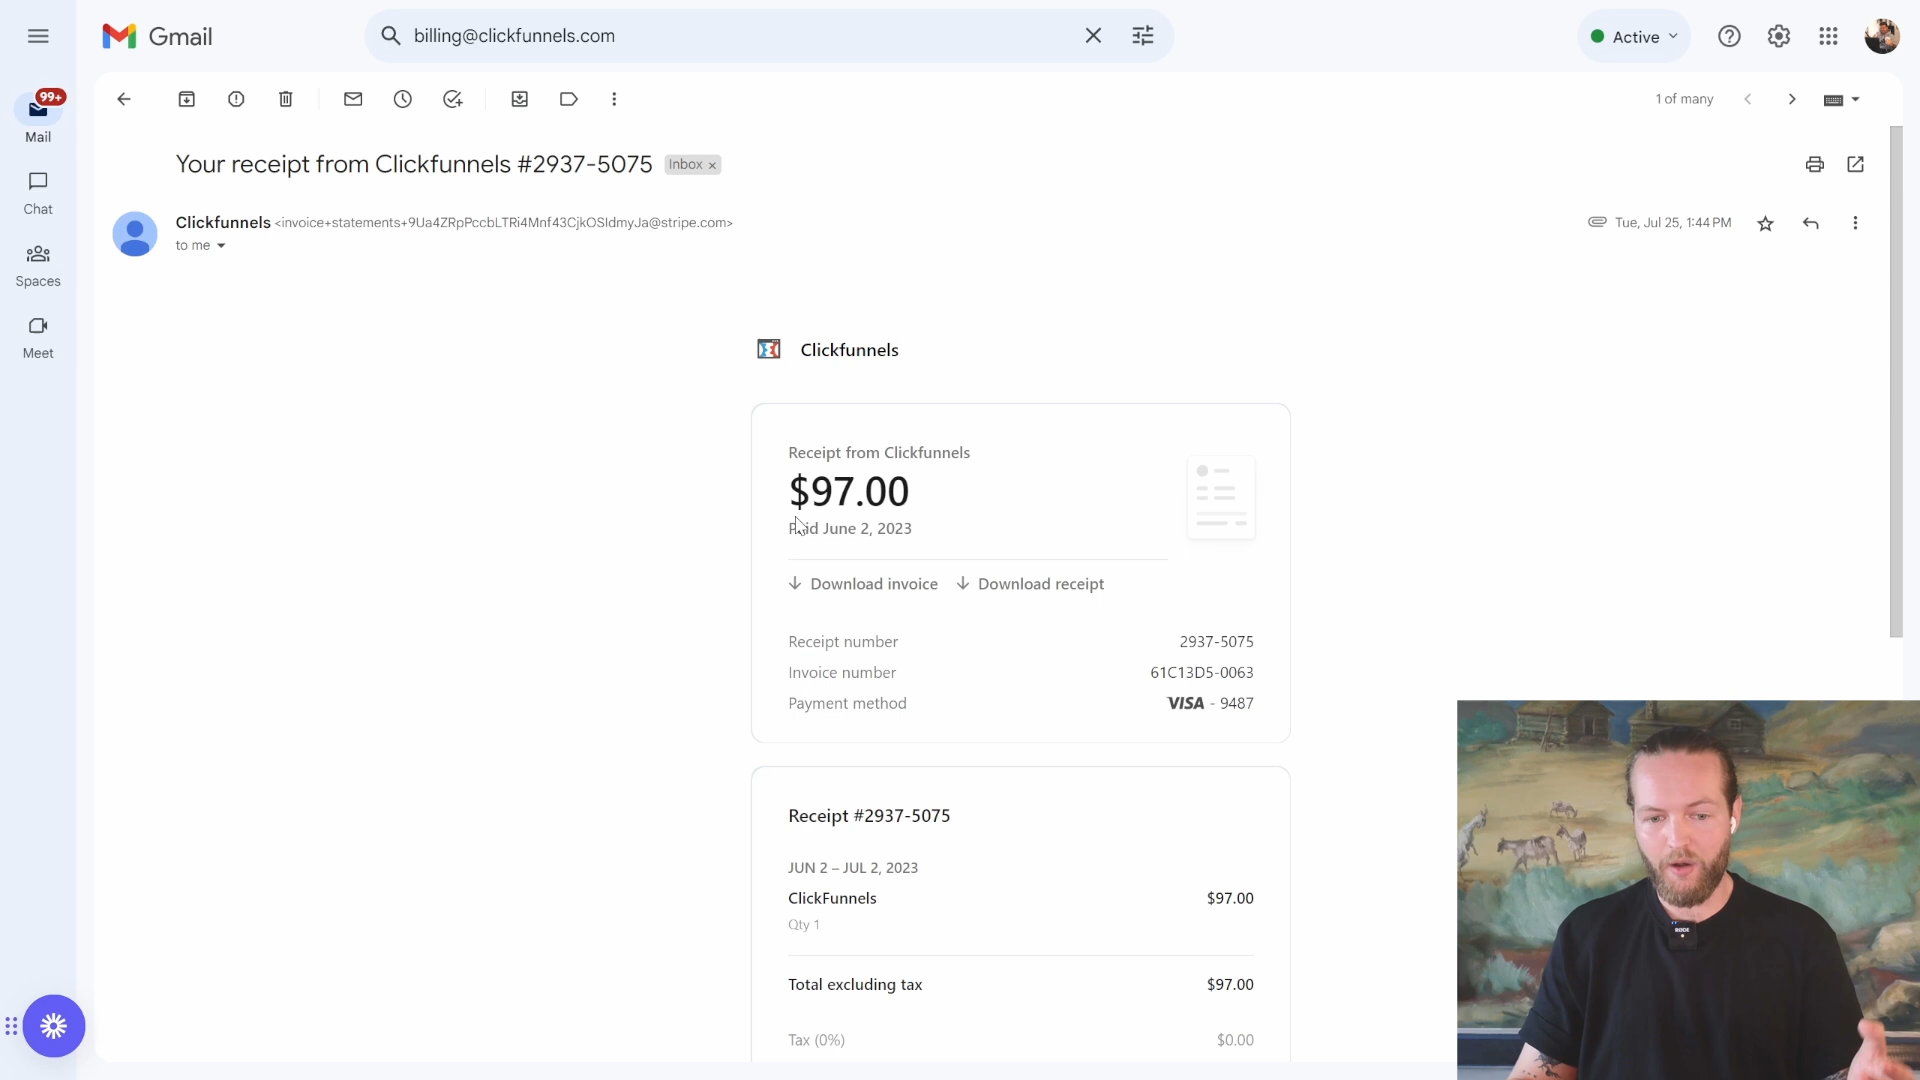 Gmail
billing@clickfunnels.com
Active
99+
Mail
Chat
Spaces
Meet
1 of many
Your receipt from Clickfunnels #2937-5075 Inbox ×
Clickfunnels <invoice+statements+9Ua4ZRpPccbLTRi4Mnf43CjkOSIdmyJa@stripe.com>
Tue, Jul 25, 1:44 PM
to me
Clickfunnels
Receipt from Clickfunnels
$97.00
Paid June 2, 2023
Download invoice Download receipt
Receipt number 2937-5075
Invoice number 61C13D5-0063
Payment method VISA - 9487
Receipt #2937-5075
JUN 2 – JUL 2, 2023
ClickFunnels $97.00
Qty 1
Total excluding tax $97.00
Tax (0%) $0.00
RODE